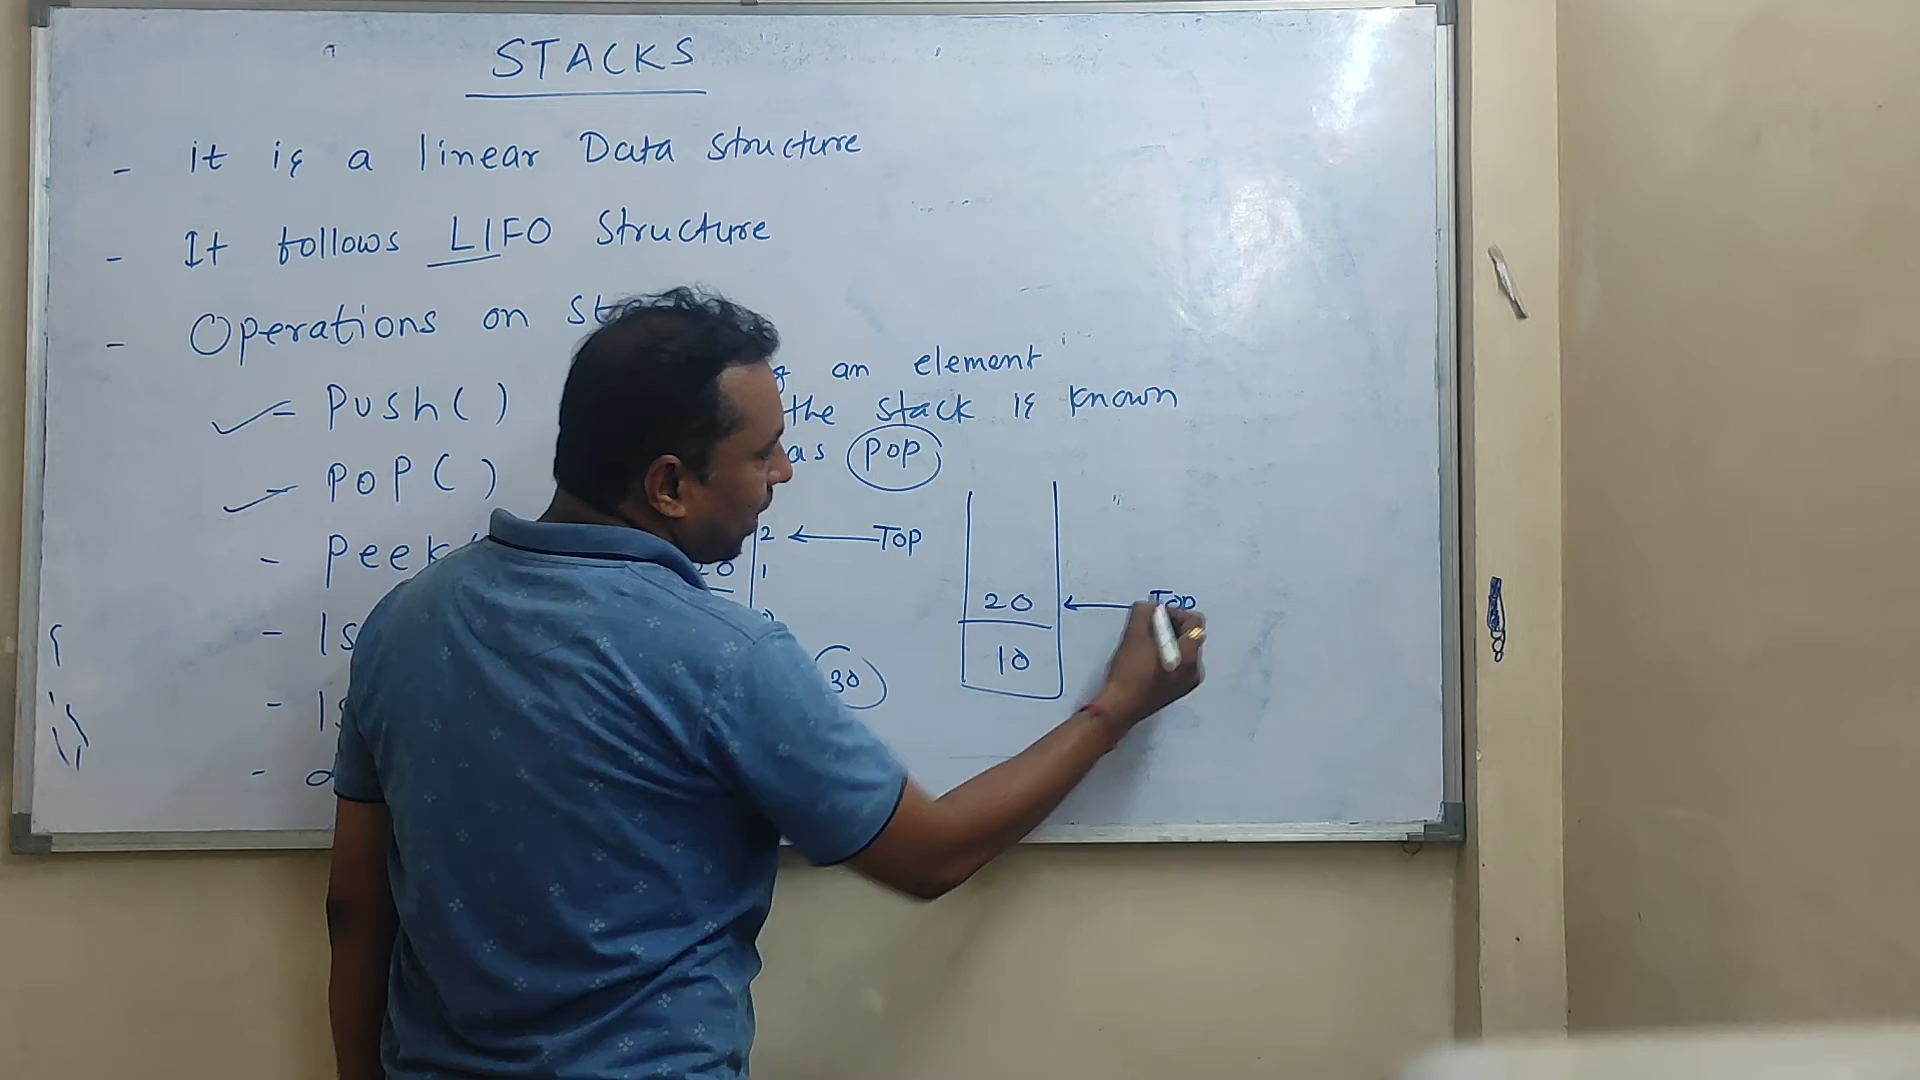 STACKS
- it is a linear Data Structure
- It follows LIFO Structure
- Operations on
- Push()
an element
the stack is known
as pop
- POP()
2 ← Top
- Peek
20 1
20 ← Top
- Is
10
30
- Is